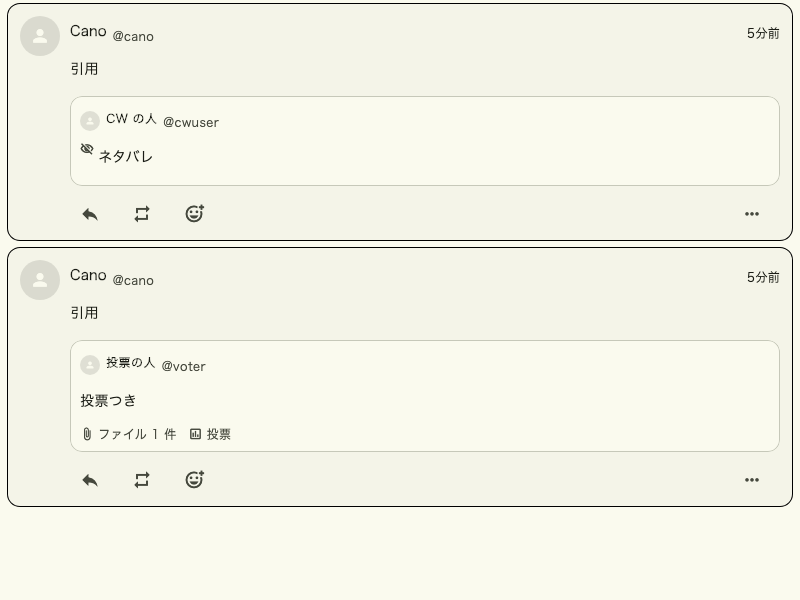 Cano @cano 5分前
引用
CW の人 @cwuser
ネタバレ
Cano @cano 5分前
引用
投票の人 @voter
投票つき
ファイル 1 件 投票